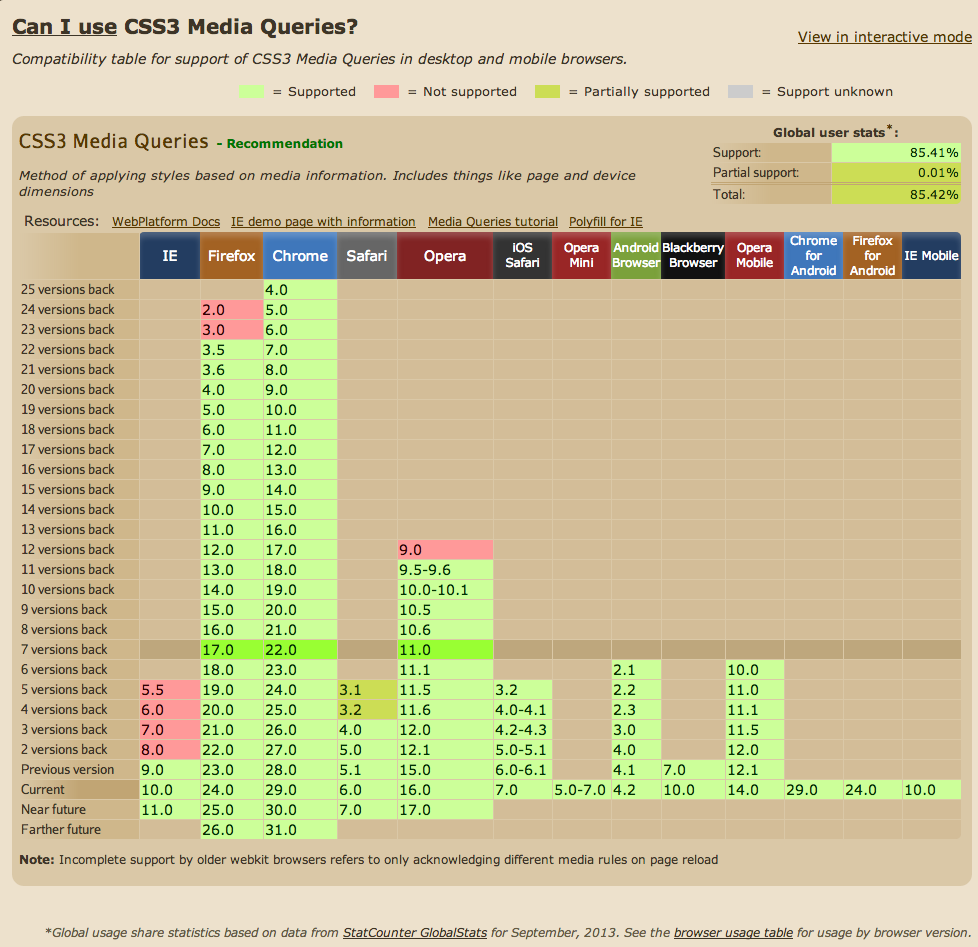 Can I use CSS3 Media Queries?
View in interactive mode
Compatibility table for support of CSS3 Media Queries in desktop and mobile browsers.
= Supported = Not supported = Partially supported = Support unknown
CSS3 Media Queries - Recommendation
Global user stats*:
Support: 85.41%
Partial support: 0.01%
Total: 85.42%
Method of applying styles based on media information. Includes things like page and device
dimensions
Resources: WebPlatform Docs IE demo page with information Media Queries tutorial Polyfill for IE
IE Firefox Chrome Safari Opera iOS Safari Opera Mini Android Browser Blackberry Browser Opera Mobile Chrome for Android Firefox for Android IE Mobile
25 versions back 4.0
24 versions back 2.0 5.0
23 versions back 3.0 6.0
22 versions back 3.5 7.0
21 versions back 3.6 8.0
20 versions back 4.0 9.0
19 versions back 5.0 10.0
18 versions back 6.0 11.0
17 versions back 7.0 12.0
16 versions back 8.0 13.0
15 versions back 9.0 14.0
14 versions back 10.0 15.0
13 versions back 11.0 16.0
12 versions back 12.0 17.0 9.0
11 versions back 13.0 18.0 9.5-9.6
10 versions back 14.0 19.0 10.0-10.1
9 versions back 15.0 20.0 10.5
8 versions back 16.0 21.0 10.6
7 versions back 17.0 22.0 11.0
6 versions back 18.0 23.0 11.1 2.1 10.0
5 versions back 5.5 19.0 24.0 3.1 11.5 3.2 2.2 11.0
4 versions back 6.0 20.0 25.0 3.2 11.6 4.0-4.1 2.3 11.1
3 versions back 7.0 21.0 26.0 4.0 12.0 4.2-4.3 3.0 11.5
2 versions back 8.0 22.0 27.0 5.0 12.1 5.0-5.1 4.0 12.0
Previous version 9.0 23.0 28.0 5.1 15.0 6.0-6.1 4.1 7.0 12.1
Current 10.0 24.0 29.0 6.0 16.0 7.0 5.0-7.0 4.2 10.0 14.0 29.0 24.0 10.0
Near future 11.0 25.0 30.0 7.0 17.0
Farther future 26.0 31.0
Note: Incomplete support by older webkit browsers refers to only acknowledging different media rules on page reload
*Global usage share statistics based on data from StatCounter GlobalStats for September, 2013. See the browser usage table for usage by browser version.